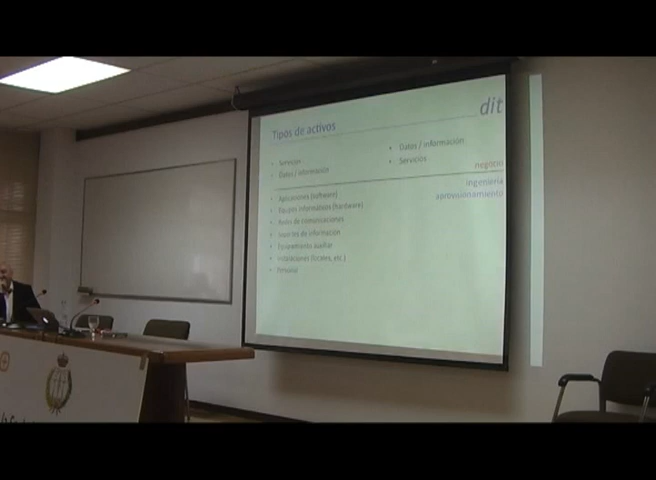 dit
Tipos de activos
• Servicios
• Datos / información
• Datos / información
• Servicios
negocio
ingeniería
aprovisionamiento
• Aplicaciones (software)
• Equipos informáticos (hardware)
• Redes de comunicaciones
• Soportes de información
• Equipamiento auxiliar
• Instalaciones (locales, etc.)
• Personal